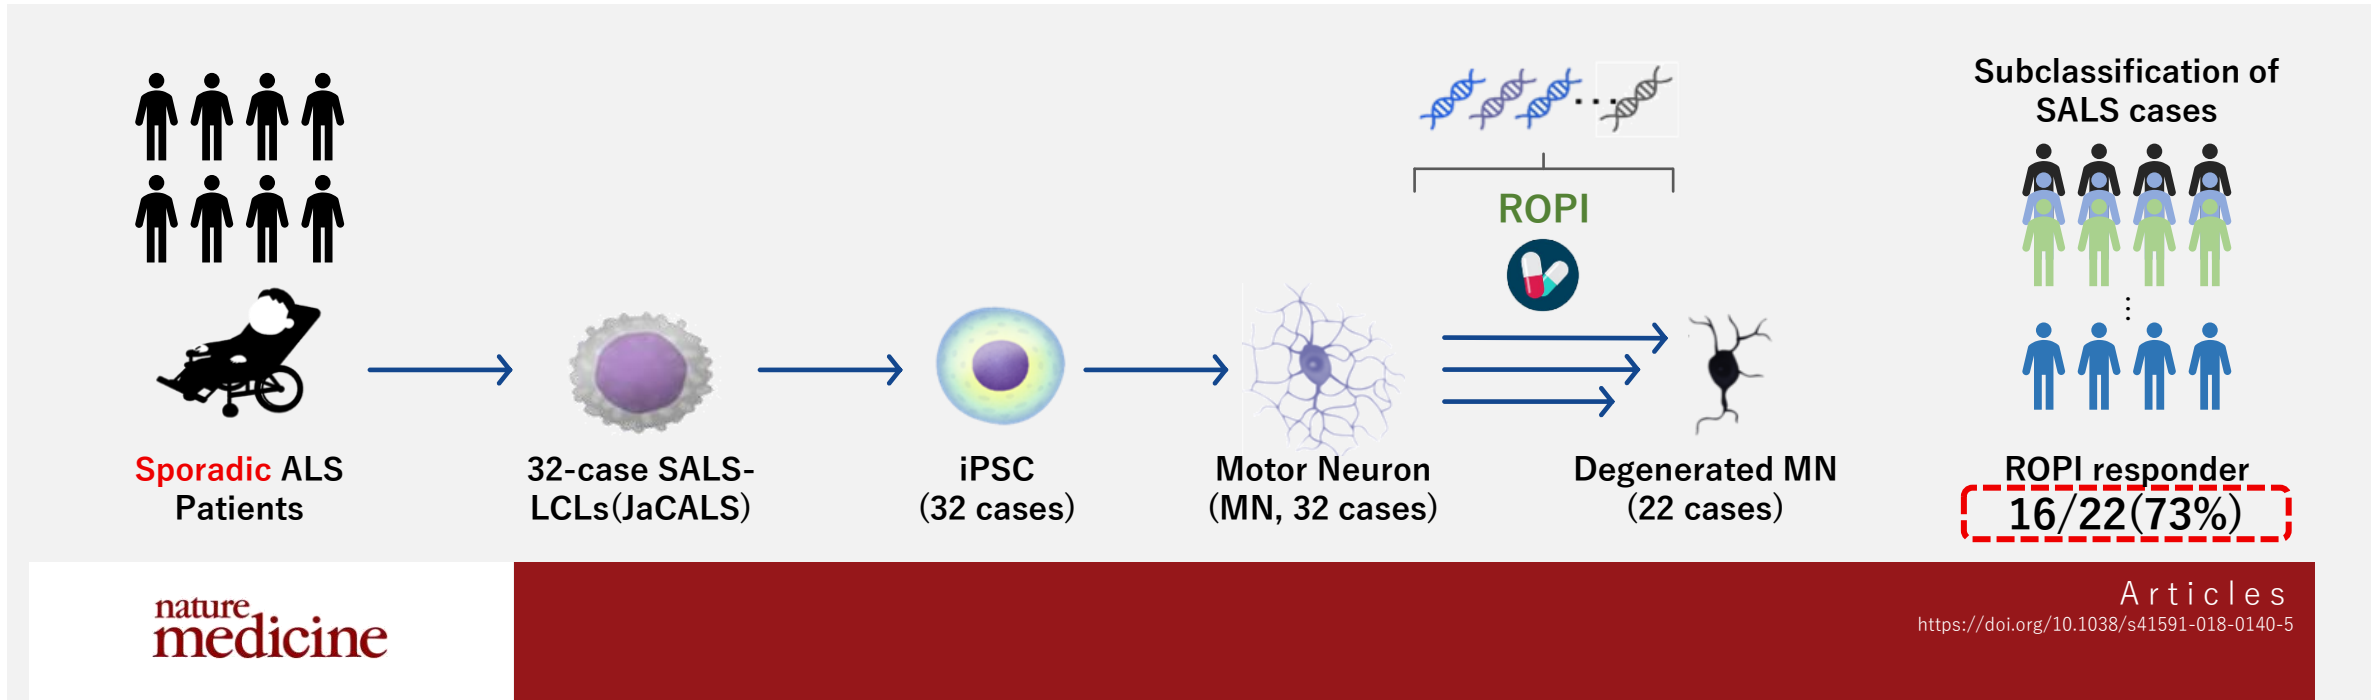 Subclassification of
SALS cases
ROPI
Sporadic ALS
Patients
32-case SALS-
LCLs(JaCALS)
iPSC
(32 cases)
Motor Neuron
(MN, 32 cases)
Degenerated MN
(22 cases)
ROPI responder
16/22(73%)
nature
medicine
Articles
https://doi.org/10.1038/s41591-018-0140-5